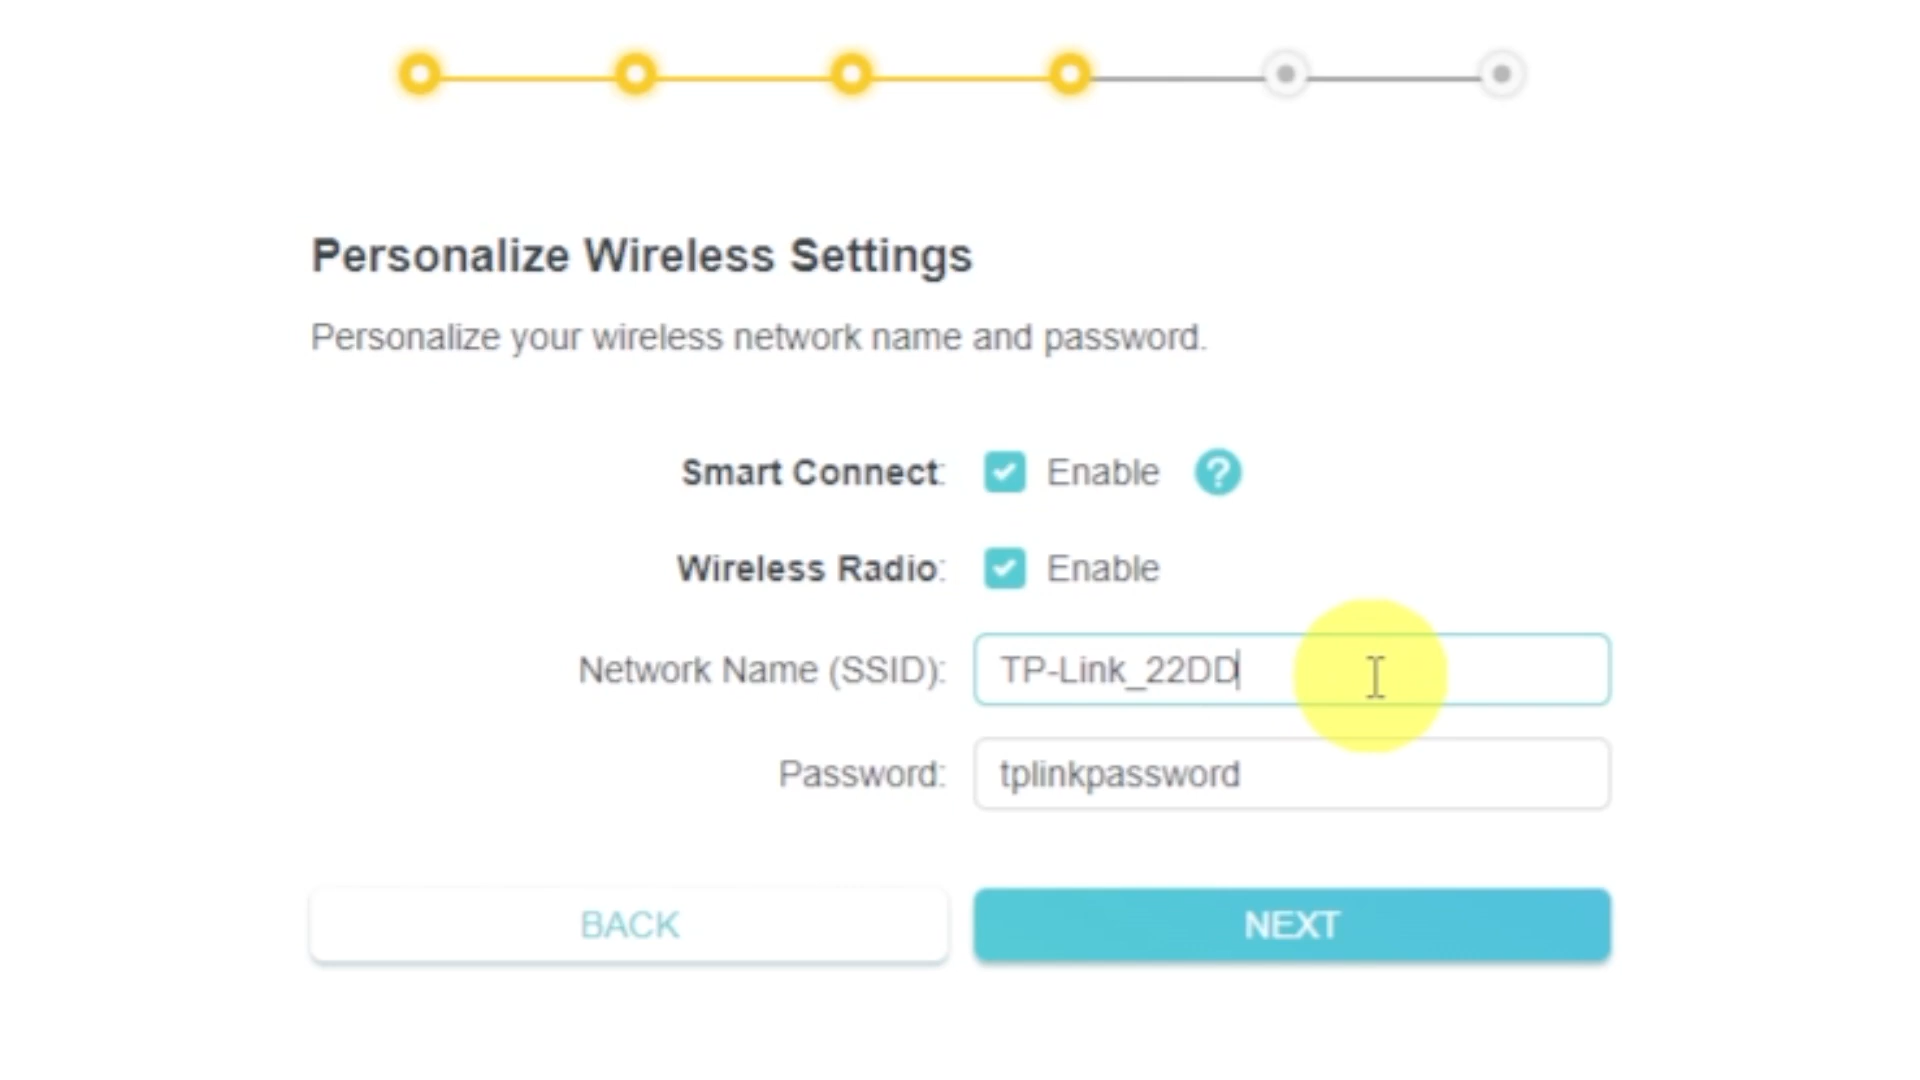 Personalize Wireless Settings
Personalize your wireless network name and password.
Smart Connect: Enable ?
Wireless Radio: Enable
Network Name (SSID): TP-Link_22DD
Password: tplinkpassword
BACK NEXT